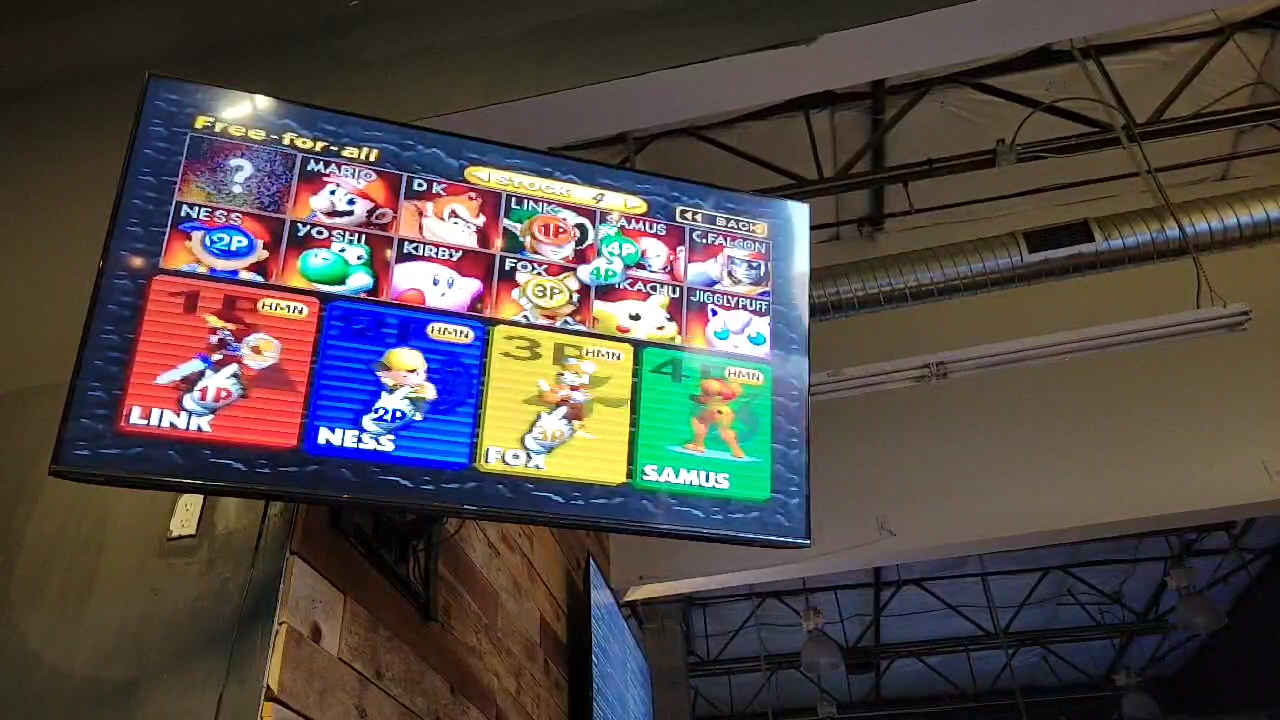 Free-for-all
STOCK 4
BACK
MARIO
DK
LINK
1P
SAMUS
4P
C.FALCON
NESS
2P
YOSHI
KIRBY
FOX
3P
4P
PIKACHU
JIGGLYPUFF
1P HMN
1P
LINK
HMN
2P
NESS
3P HMN
3P
FOX
4 HMN
SAMUS
?